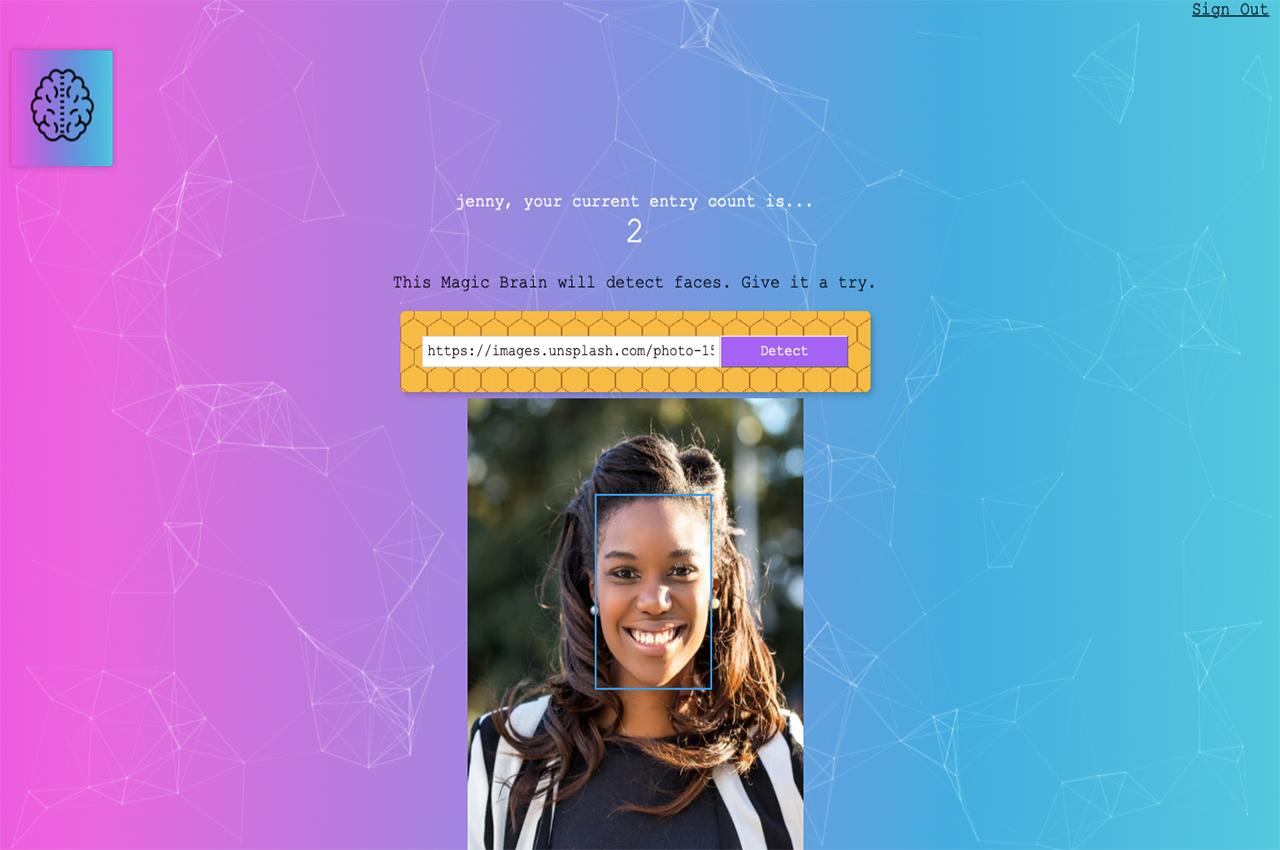 Sign Out
jenny, your current entry count is...
2
This Magic Brain will detect faces. Give it a try.
https://images.unsplash.com/photo-15
Detect